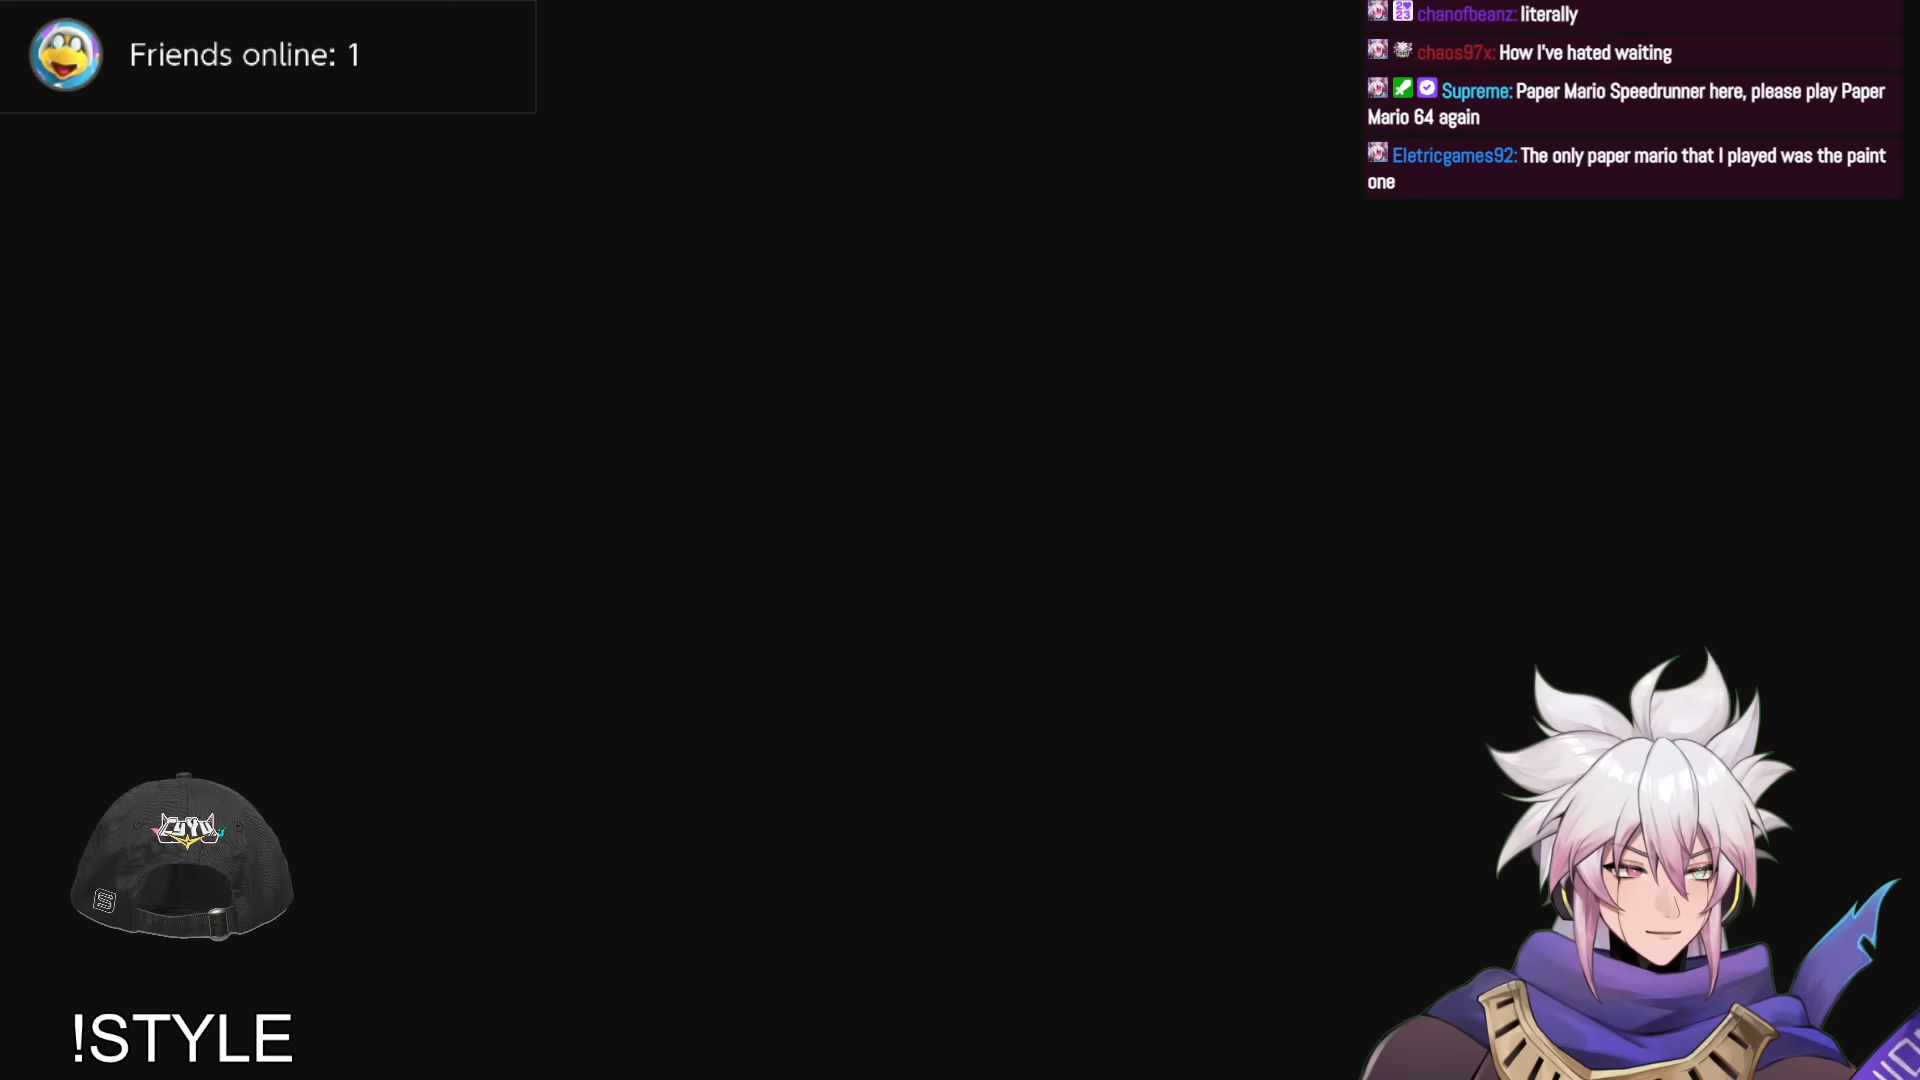 Friends online: 1
chanofbeanz: literally
chaos97x: How I've hated waiting
Supreme: Paper Mario Speedrunner here, please play Paper
Mario 64 again
Eletricgames92: The only paper mario that I played was the paint
one
CyYu
!STYLE